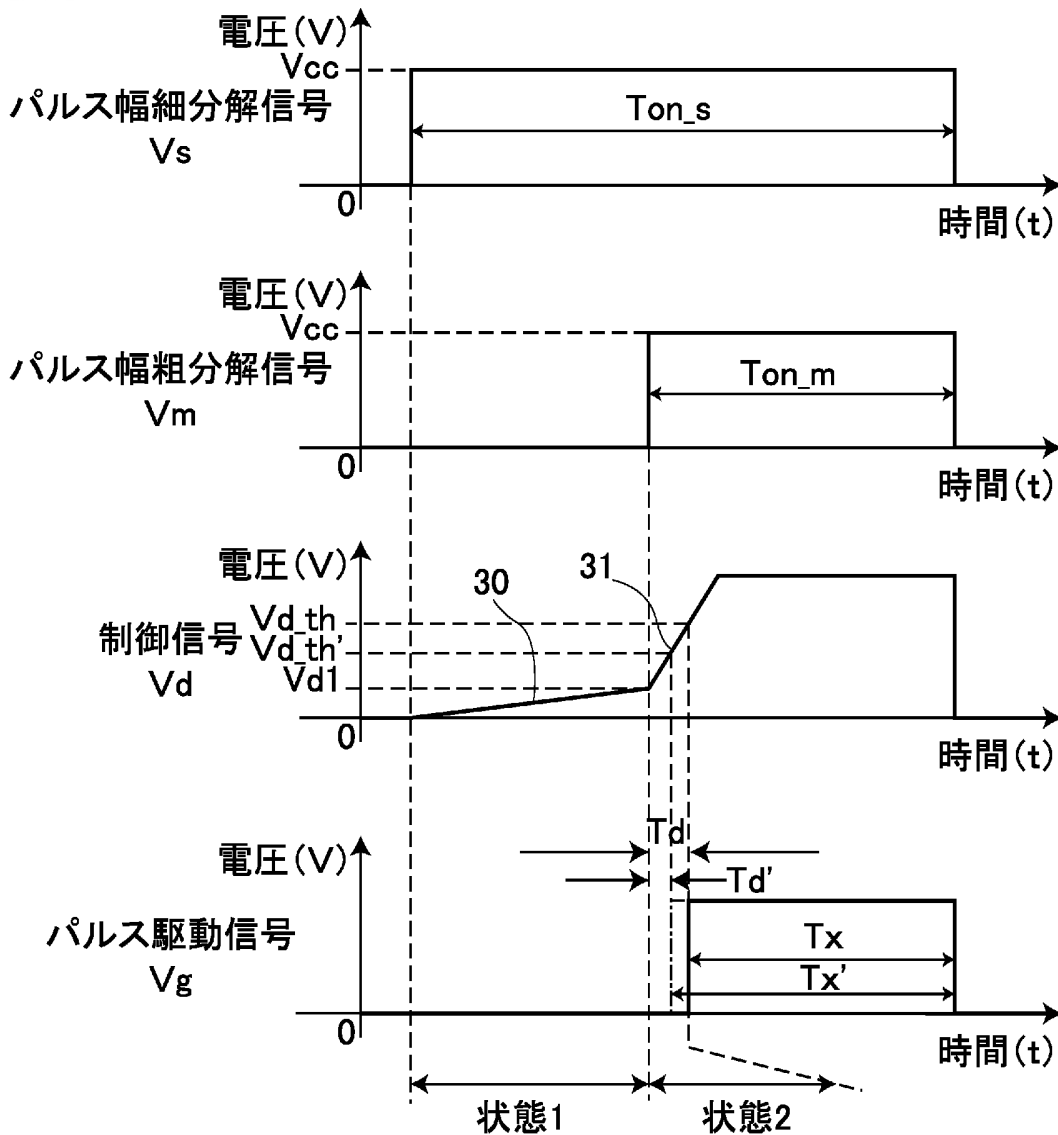 電圧(V)
Vcc
パルス幅細分解信号
Vs
Ton_s
0
時間(t)
電圧(V)
Vcc
パルス幅粗分解信号
Vm
Ton_m
0
時間(t)
電圧(V)
30
31
Vd_th
制御信号
Vd_th'
Vd
Vd1
0
時間(t)
Td
電圧(V)
Td'
パルス駆動信号
Vg
Tx
Tx'
0
時間(t)
状態1
状態2